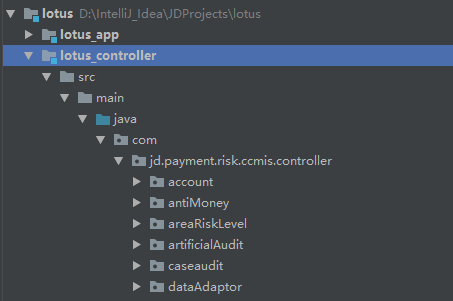 lotus D:\IntelliJ_Idea\JDProjects\lotus
lotus_app
lotus_controller
src
main
java
com
jd.payment.risk.ccmis.controller
account
antiMoney
areaRiskLevel
artificialAudit
caseaudit
dataAdaptor